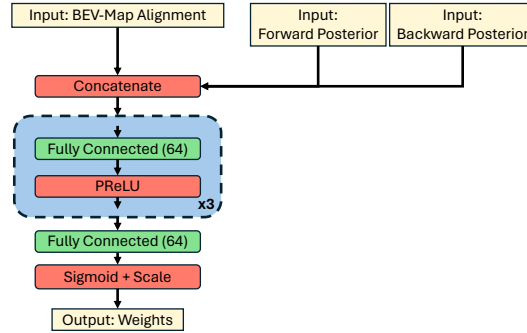 Input: BEV-Map Alignment
Input:
Forward Posterior
Input:
Backward Posterior
Concatenate
Fully Connected (64)
PReLU
x3
Fully Connected (64)
Sigmoid + Scale
Output: Weights